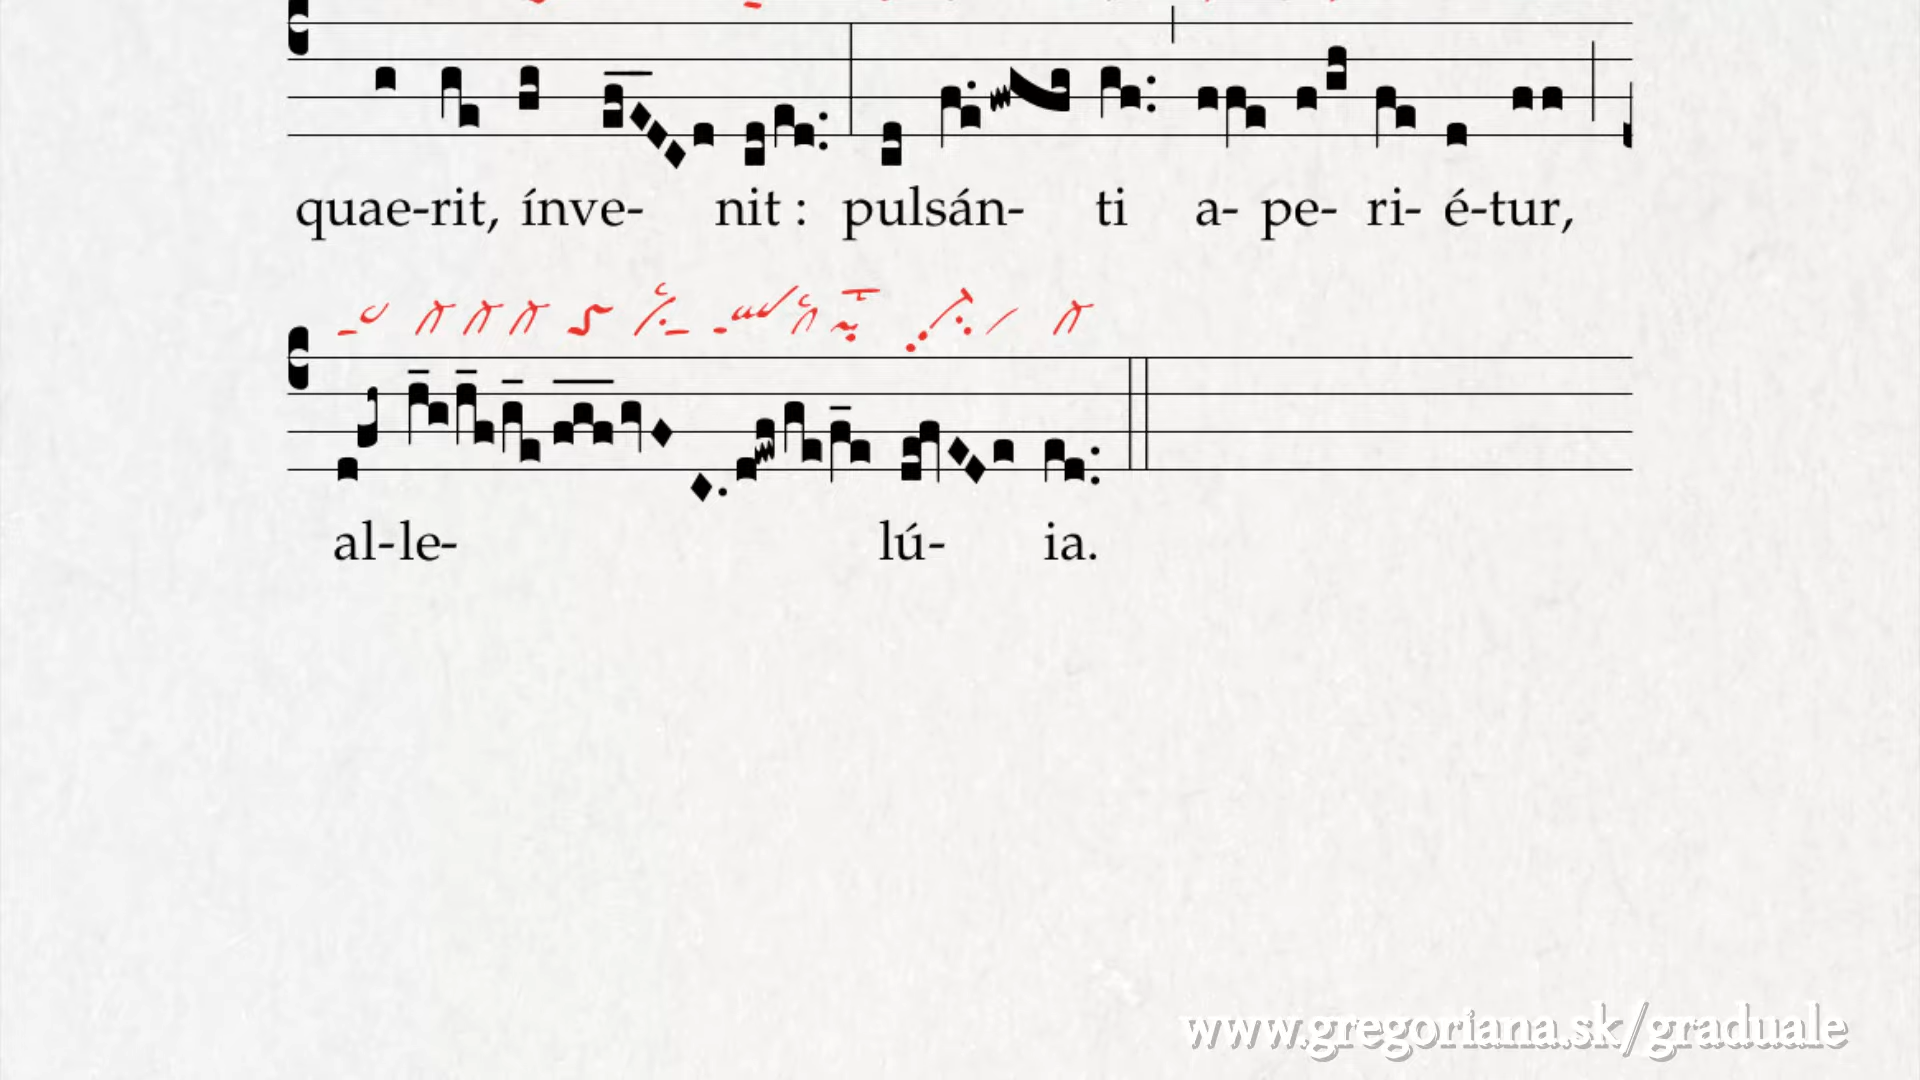 quae-rit, ínve- nit : pulsán- ti a- pe- ri- é-tur,
al-le- lú- ia.
www.gregoriana.sk/graduale